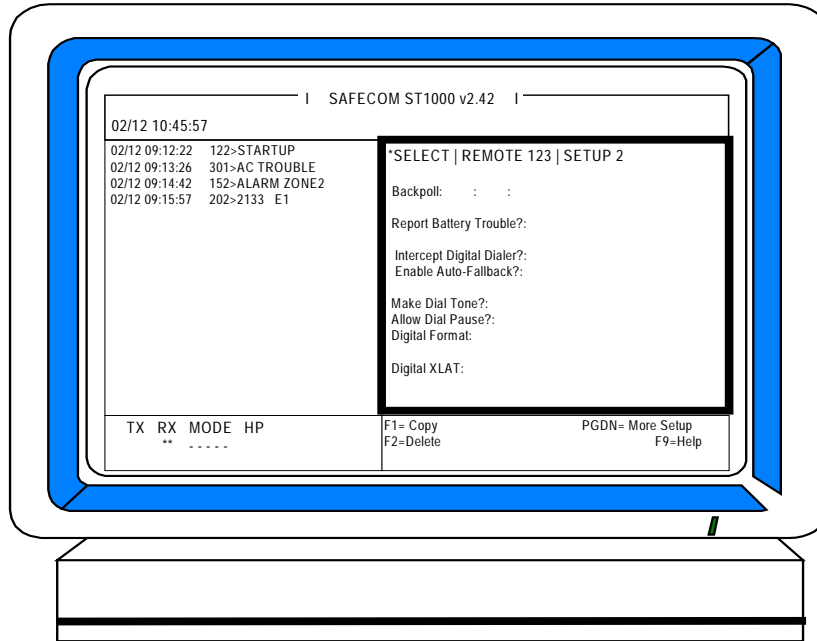 I SAFECOM ST1000 v2.42 I
02/12 10:45:57
02/12 09:12:22 122>STARTUP
02/12 09:13:26 301>AC TROUBLE
02/12 09:14:42 152>ALARM ZONE2
02/12 09:15:57 202>2133 E1
*SELECT | REMOTE 123 | SETUP 2
Backpoll: : :
Report Battery Trouble?:
Intercept Digital Dialer?:
Enable Auto-Fallback?:
Make Dial Tone?:
Allow Dial Pause?:
Digital Format:
Digital XLAT:
TX RX MODE HP
** - - - - -
F1= Copy PGDN= More Setup
F2=Delete F9=Help